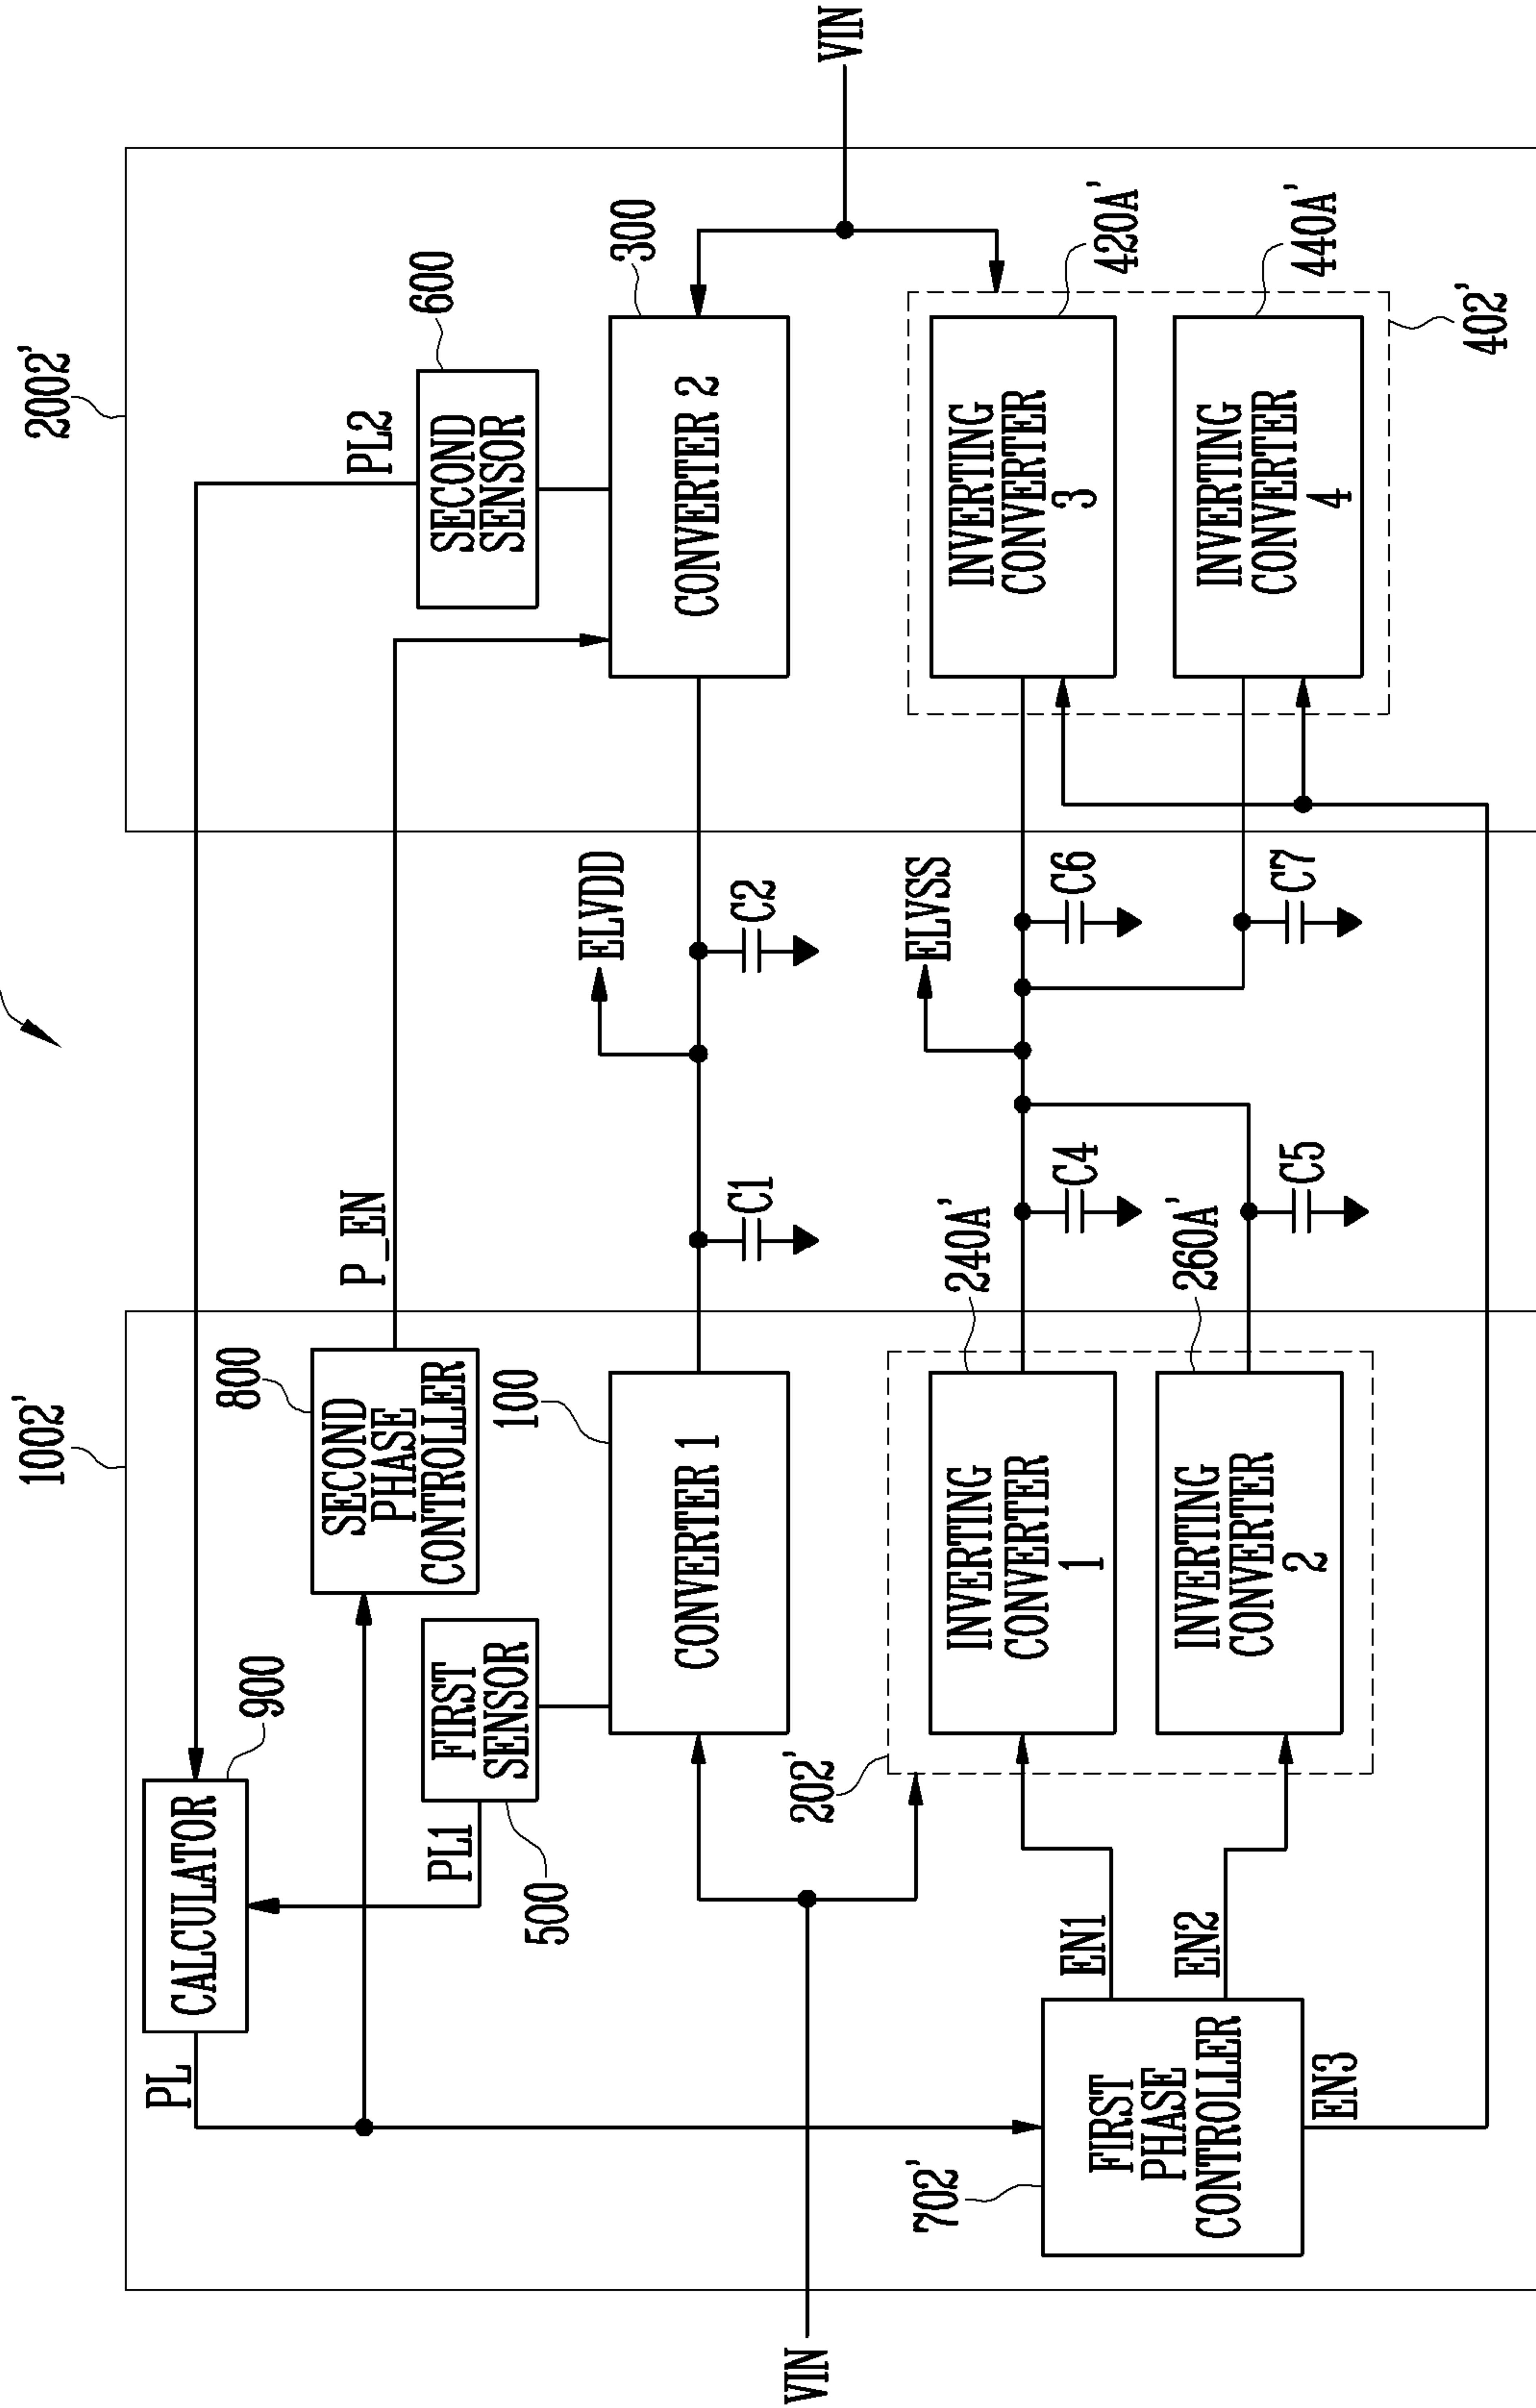 1002'
2002'
CALCULATOR
900
PL
PL1
PL2
SECOND
PHASE
CONTROLLER
800
P_EN
FIRST
SENSOR
500
SECOND
SENSOR
600
CONVERTER 1
100
C1
ELVDD
C2
CONVERTER 2
300
VIN
VIN
202'
INVERTING
CONVERTER
1
240A'
C4
ELVSS
C6
INVERTING
CONVERTER
3
420A'
INVERTING
CONVERTER
2
260A'
C5
C7
INVERTING
CONVERTER
4
440A'
402'
702'
FIRST
PHASE
CONTROLLER
EN1
EN2
EN3